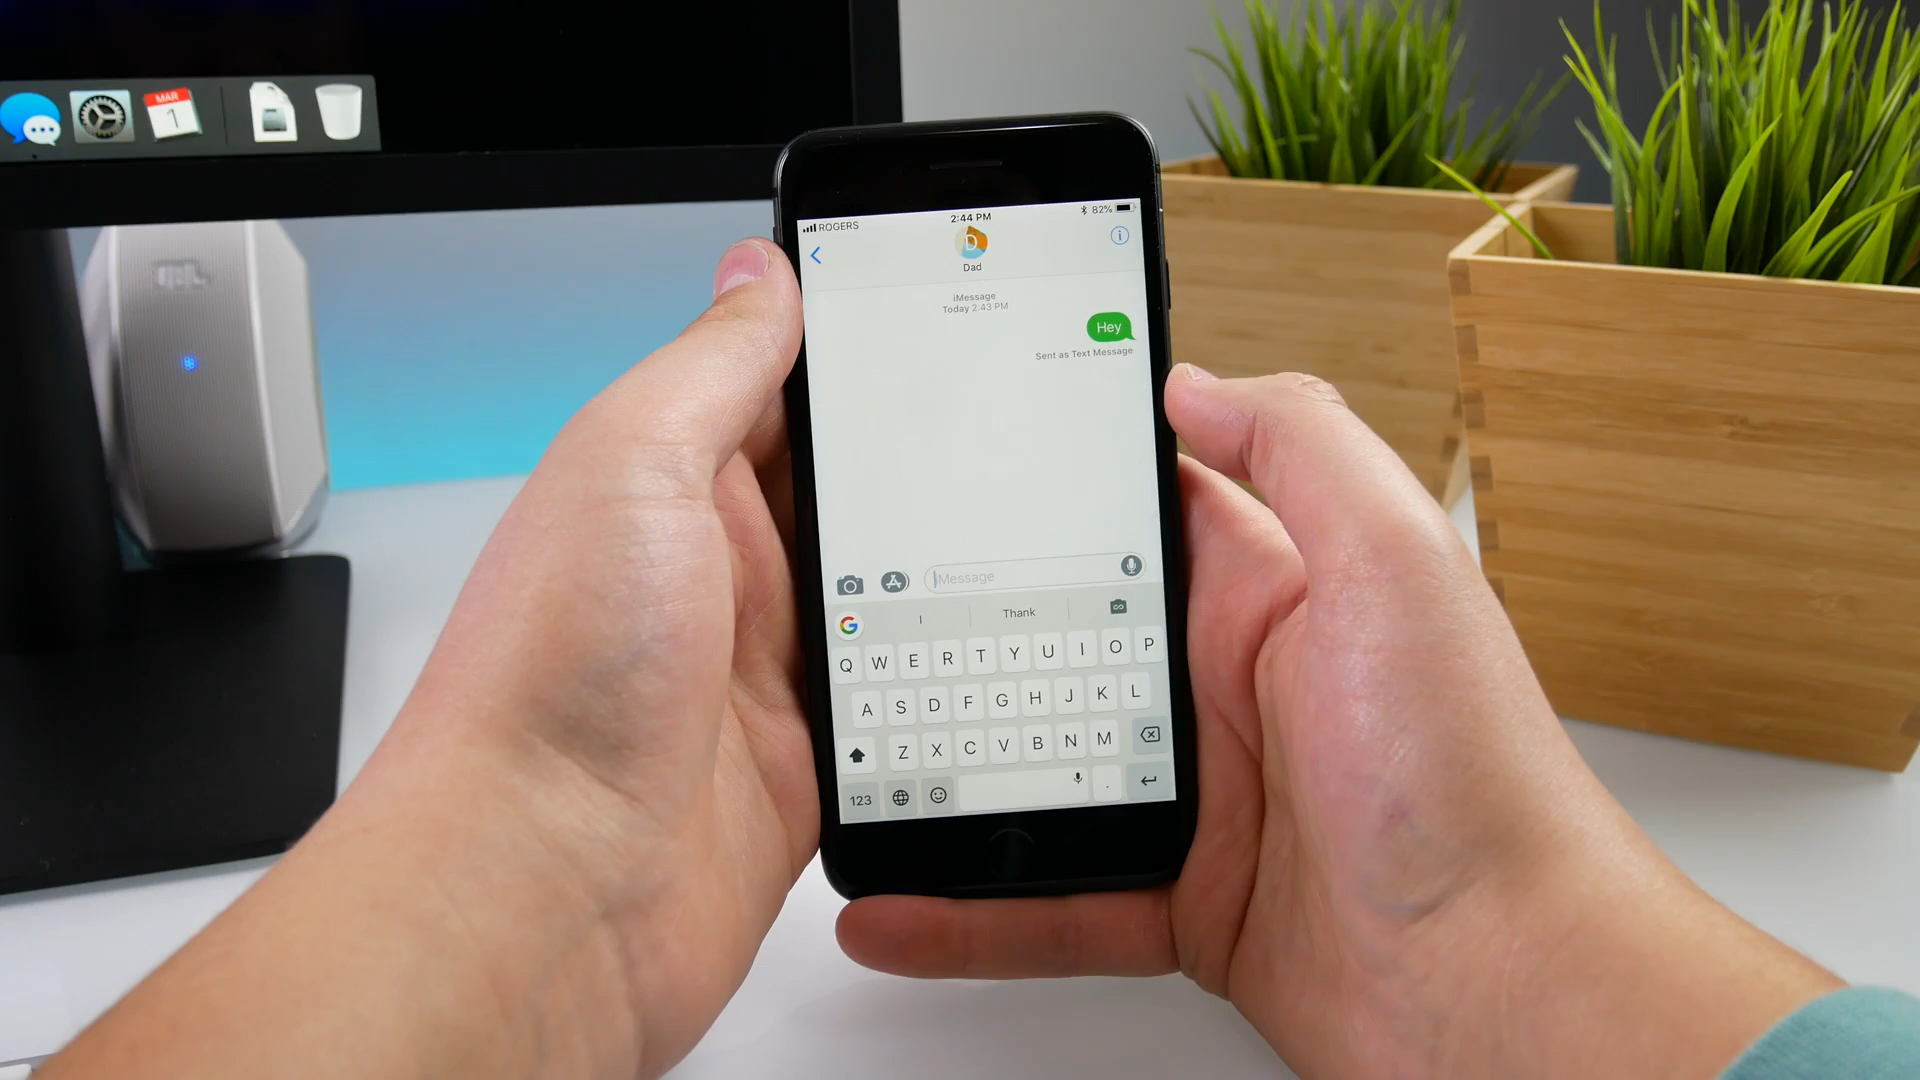 MAR
1
JBL
ROGERS
2:44 PM
82%
D
Dad
iMessage
Today 2:43 PM
Hey
Sent as Text Message
Message
G
I
Thank
Q W E R T Y U I O P
A S D F G H J K L
Z X C V B N M
123
.